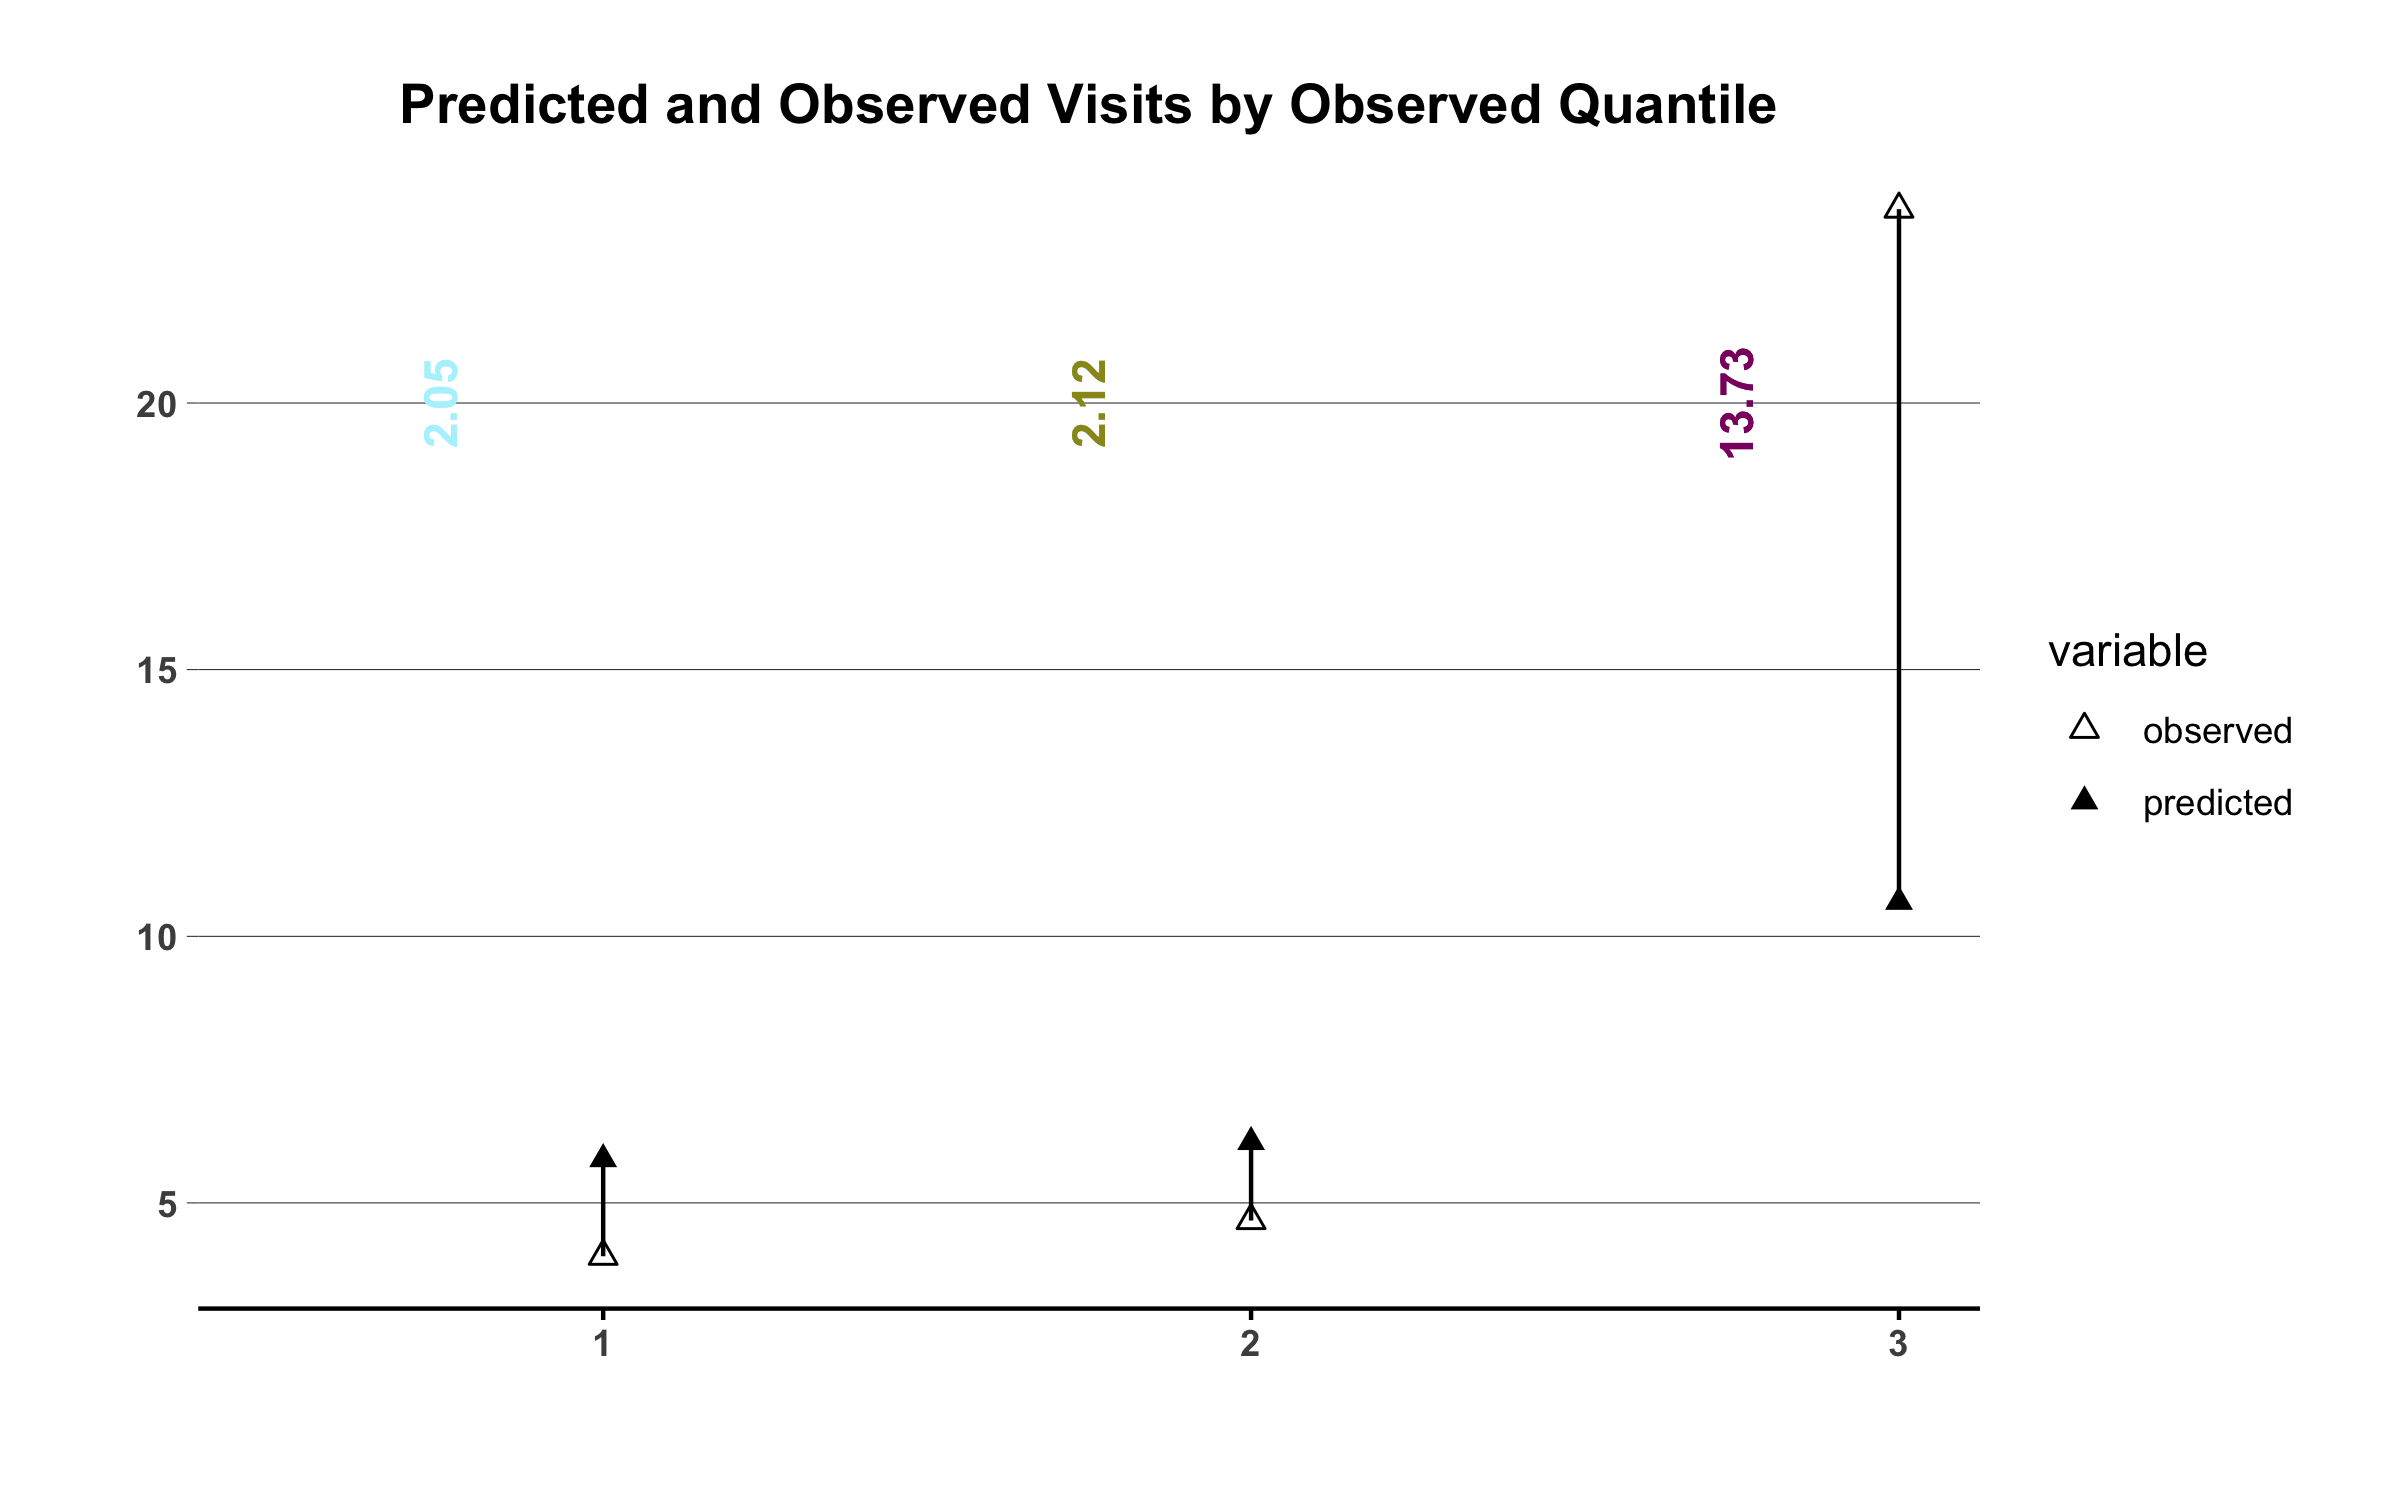 Predicted and Observed Visits by Observed Quantile
20
15
10
5
2.05
2.12
13.73
1
2
3
variable
observed
predicted